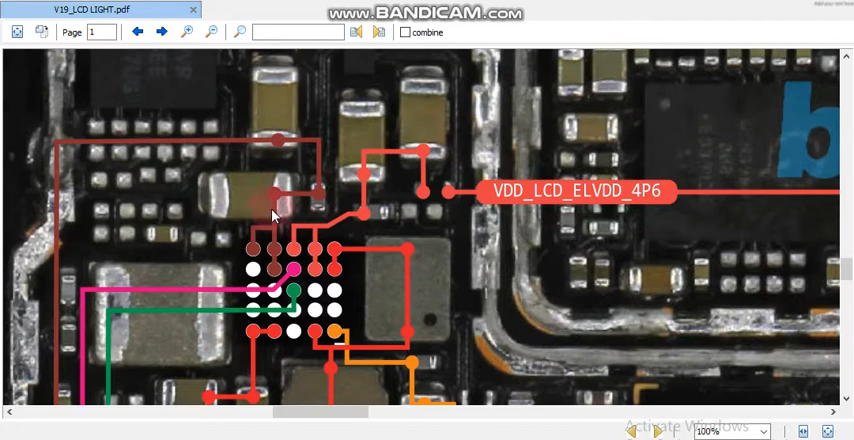 V19_LCD LIGHT.pdf
www.BANDICAM.com
Page 1
combine
VDD_LCD_ELVDD_4P6
b
Activate Windows
100%